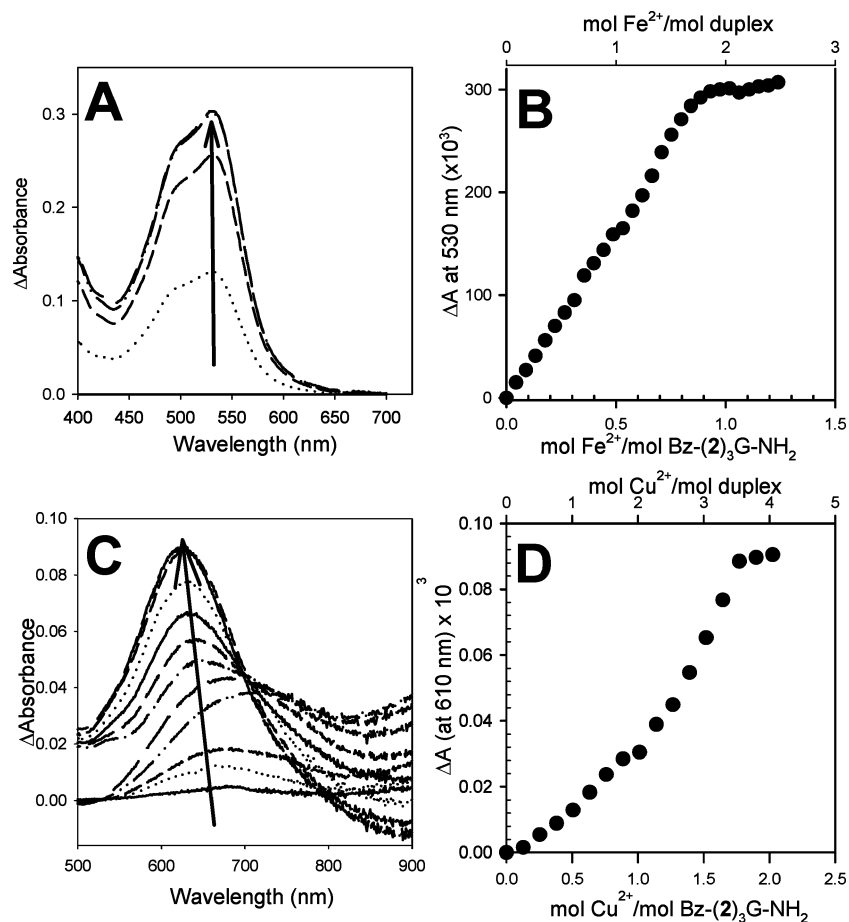 A
ΔAbsorbance
0.3
0.2
0.1
0.0
400 450 500 550 600 650 700
Wavelength (nm)
mol Fe²⁺/mol duplex
0 1 2 3
B
ΔA at 530 nm (x10³)
300
200
100
0
0.0 0.5 1.0 1.5
mol Fe²⁺/mol Bz-(2)₃G-NH₂
C
ΔAbsorbance
0.10
0.08
0.06
0.04
0.02
0.00
500 600 700 800 900
Wavelength (nm)
mol Cu²⁺/mol duplex
0 1 2 3 4 5
D
ΔA (at 610 nm) x 10
3
0.10
0.08
0.06
0.04
0.02
0.00
0.0 0.5 1.0 1.5 2.0 2.5
mol Cu²⁺/mol Bz-(2)₃G-NH₂